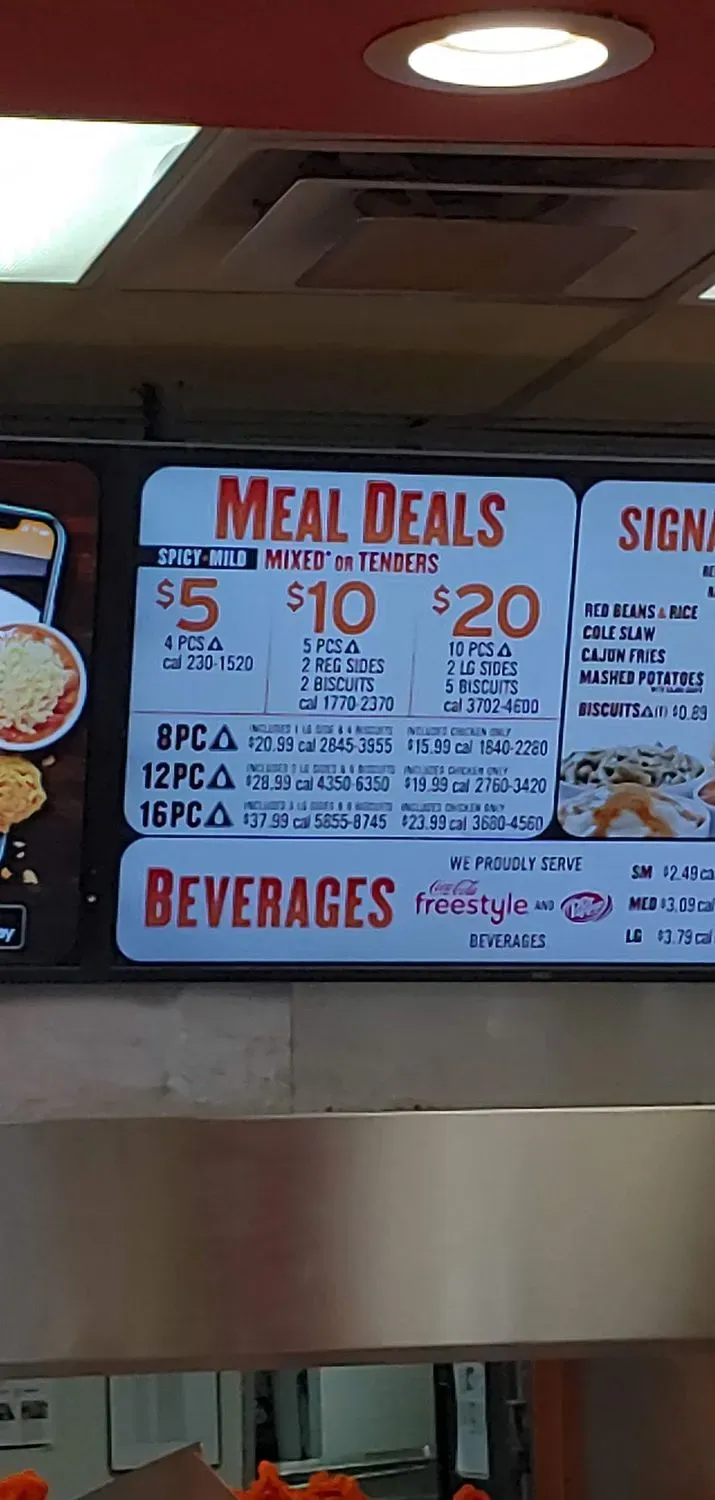 MEAL DEALS
SPICY•MILD MIXED* OR TENDERS
$5
4 PCS
cal 230-1520
$10
5 PCS
2 REG SIDES
2 BISCUITS
cal 1770-2370
$20
10 PCS
2 LG SIDES
5 BISCUITS
cal 3702-4600
8PC $20.99 cal 2845-3955
INCLUDES CHICKEN ONLY
$15.99 cal 1840-2280
12PC $28.99 cal 4350-6350
INCLUDES CHICKEN ONLY
$19.99 cal 2760-3420
16PC $37.99 cal 5855-8745
INCLUDES CHICKEN ONLY
$23.99 cal 3680-4560
SIGNA
RED BEANS & RICE
COLE SLAW
CAJUN FRIES
MASHED POTATOES
BISCUITS (1) $0.89
BEVERAGES
WE PROUDLY SERVE
Coca-Cola
freestyle AND
BEVERAGES
SM $2.49 ca
MED $3.09 cal
LG $3.79 cal